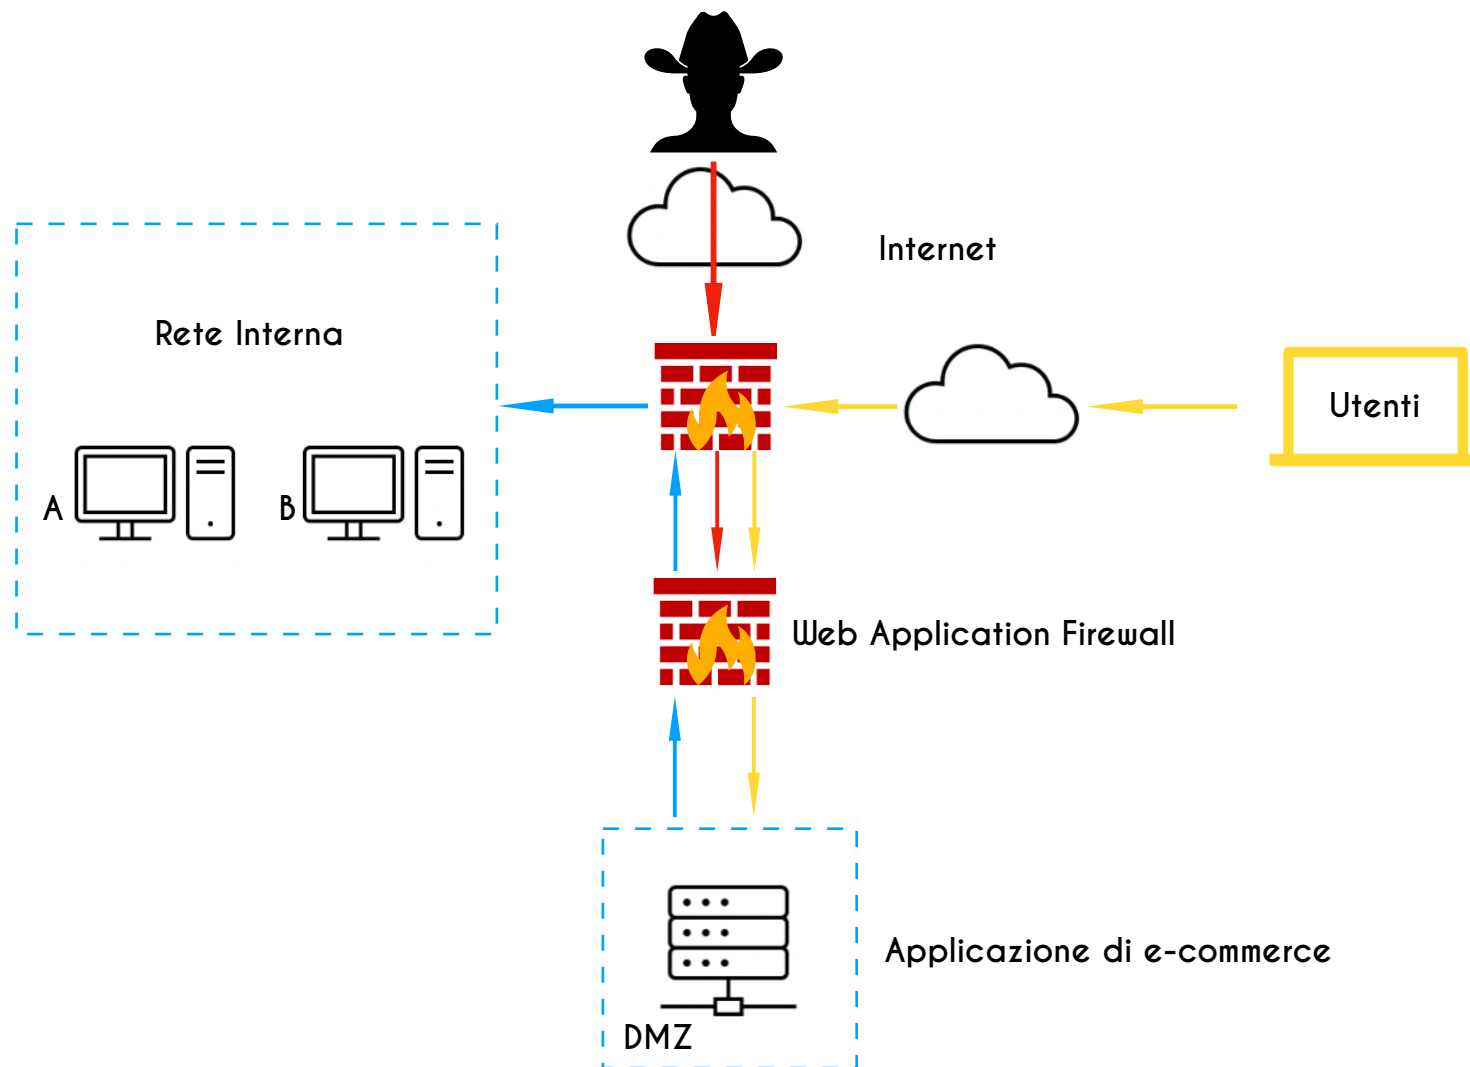 Internet
Rete Interna
Utenti
A
B
Web Application Firewall
Applicazione di e-commerce
DMZ